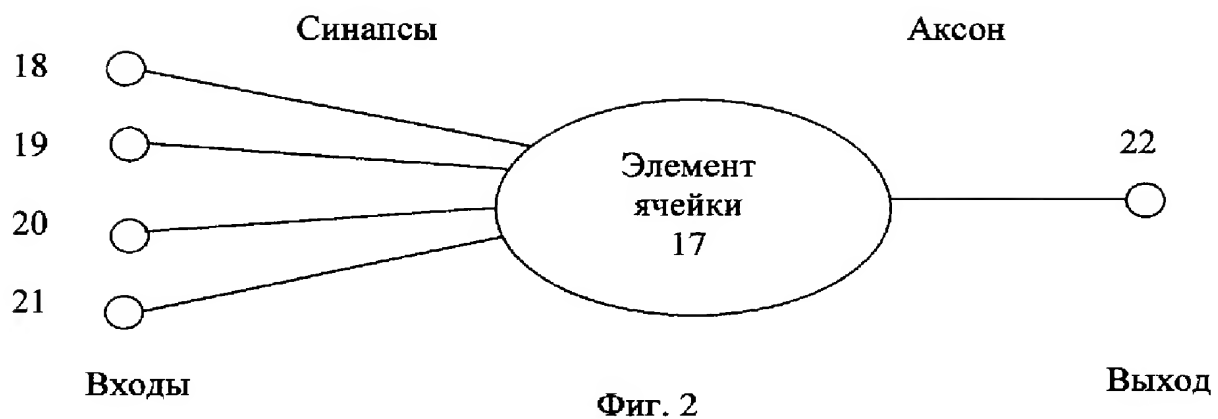 Синапсы
Аксон
18
19
20
21
Элемент
ячейки
17
22
Входы
Выход
Фиг. 2